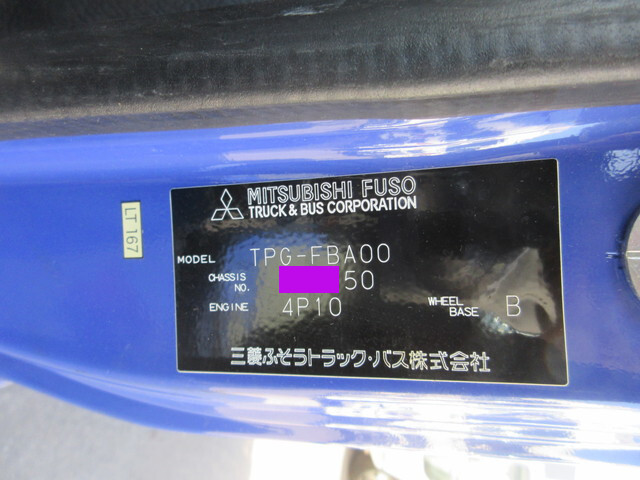 MITSUBISHI FUSO
TRUCK & BUS CORPORATION
LT 167
MODEL TPG-FBA00
CHASSIS NO. 50
ENGINE 4P10 WHEEL BASE B
三菱ふそうトラック・バス株式会社